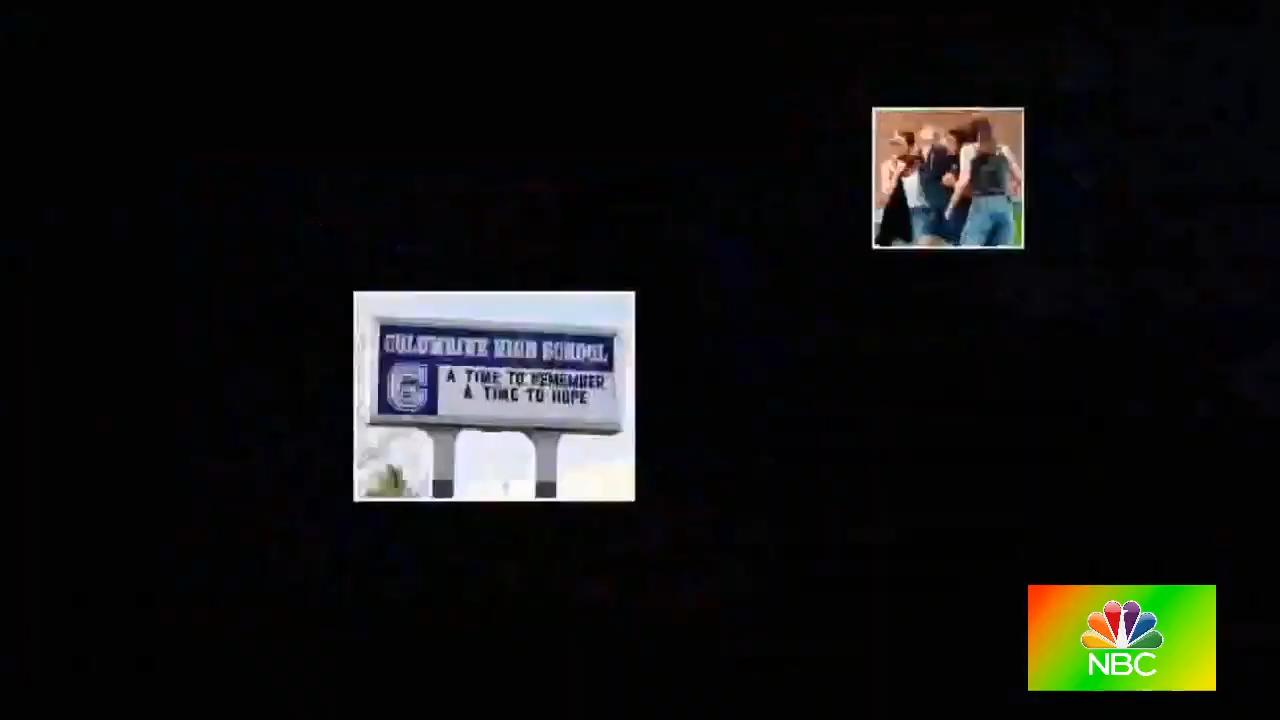 COLUMBINE HIGH SCHOOL
A TIME TO REMEMBER
A TIME TO HOPE
NBC